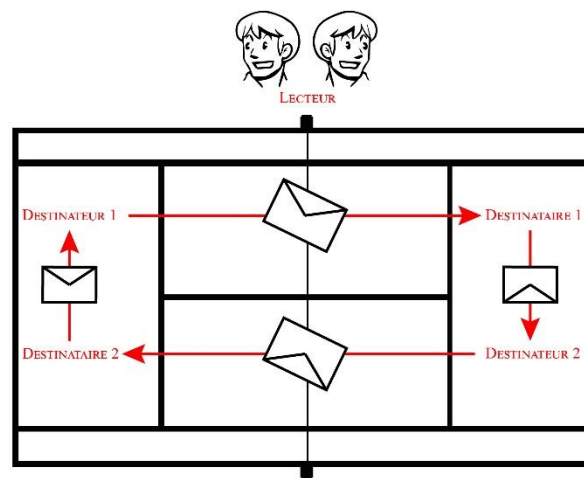 LECTEUR
DESTINATEUR 1
DESTINATAIRE 1
DESTINATAIRE 2
DESTINATEUR 2